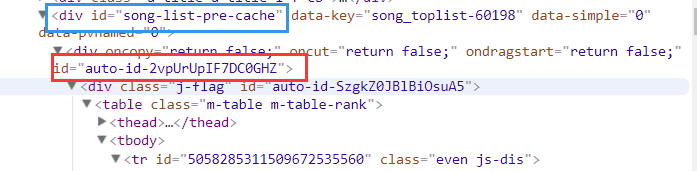 <div id="song-list-pre-cache" data-key="song_toplist-60198" data-simple="0"
data-pvnamed="0">
▼<div oncopy="return false;" oncut="return false;" ondragstart="return false;"
id="auto-id-2vpUrUpIF7DC0GHZ">
▼<div class="j-flag" id="auto-id-SzgkZ0JBlBiOsuA5">
▼<table class="m-table m-table-rank">
▶<thead>…</thead>
▼<tbody>
▼<tr id="5058285311509672535560" class="even js-dis">